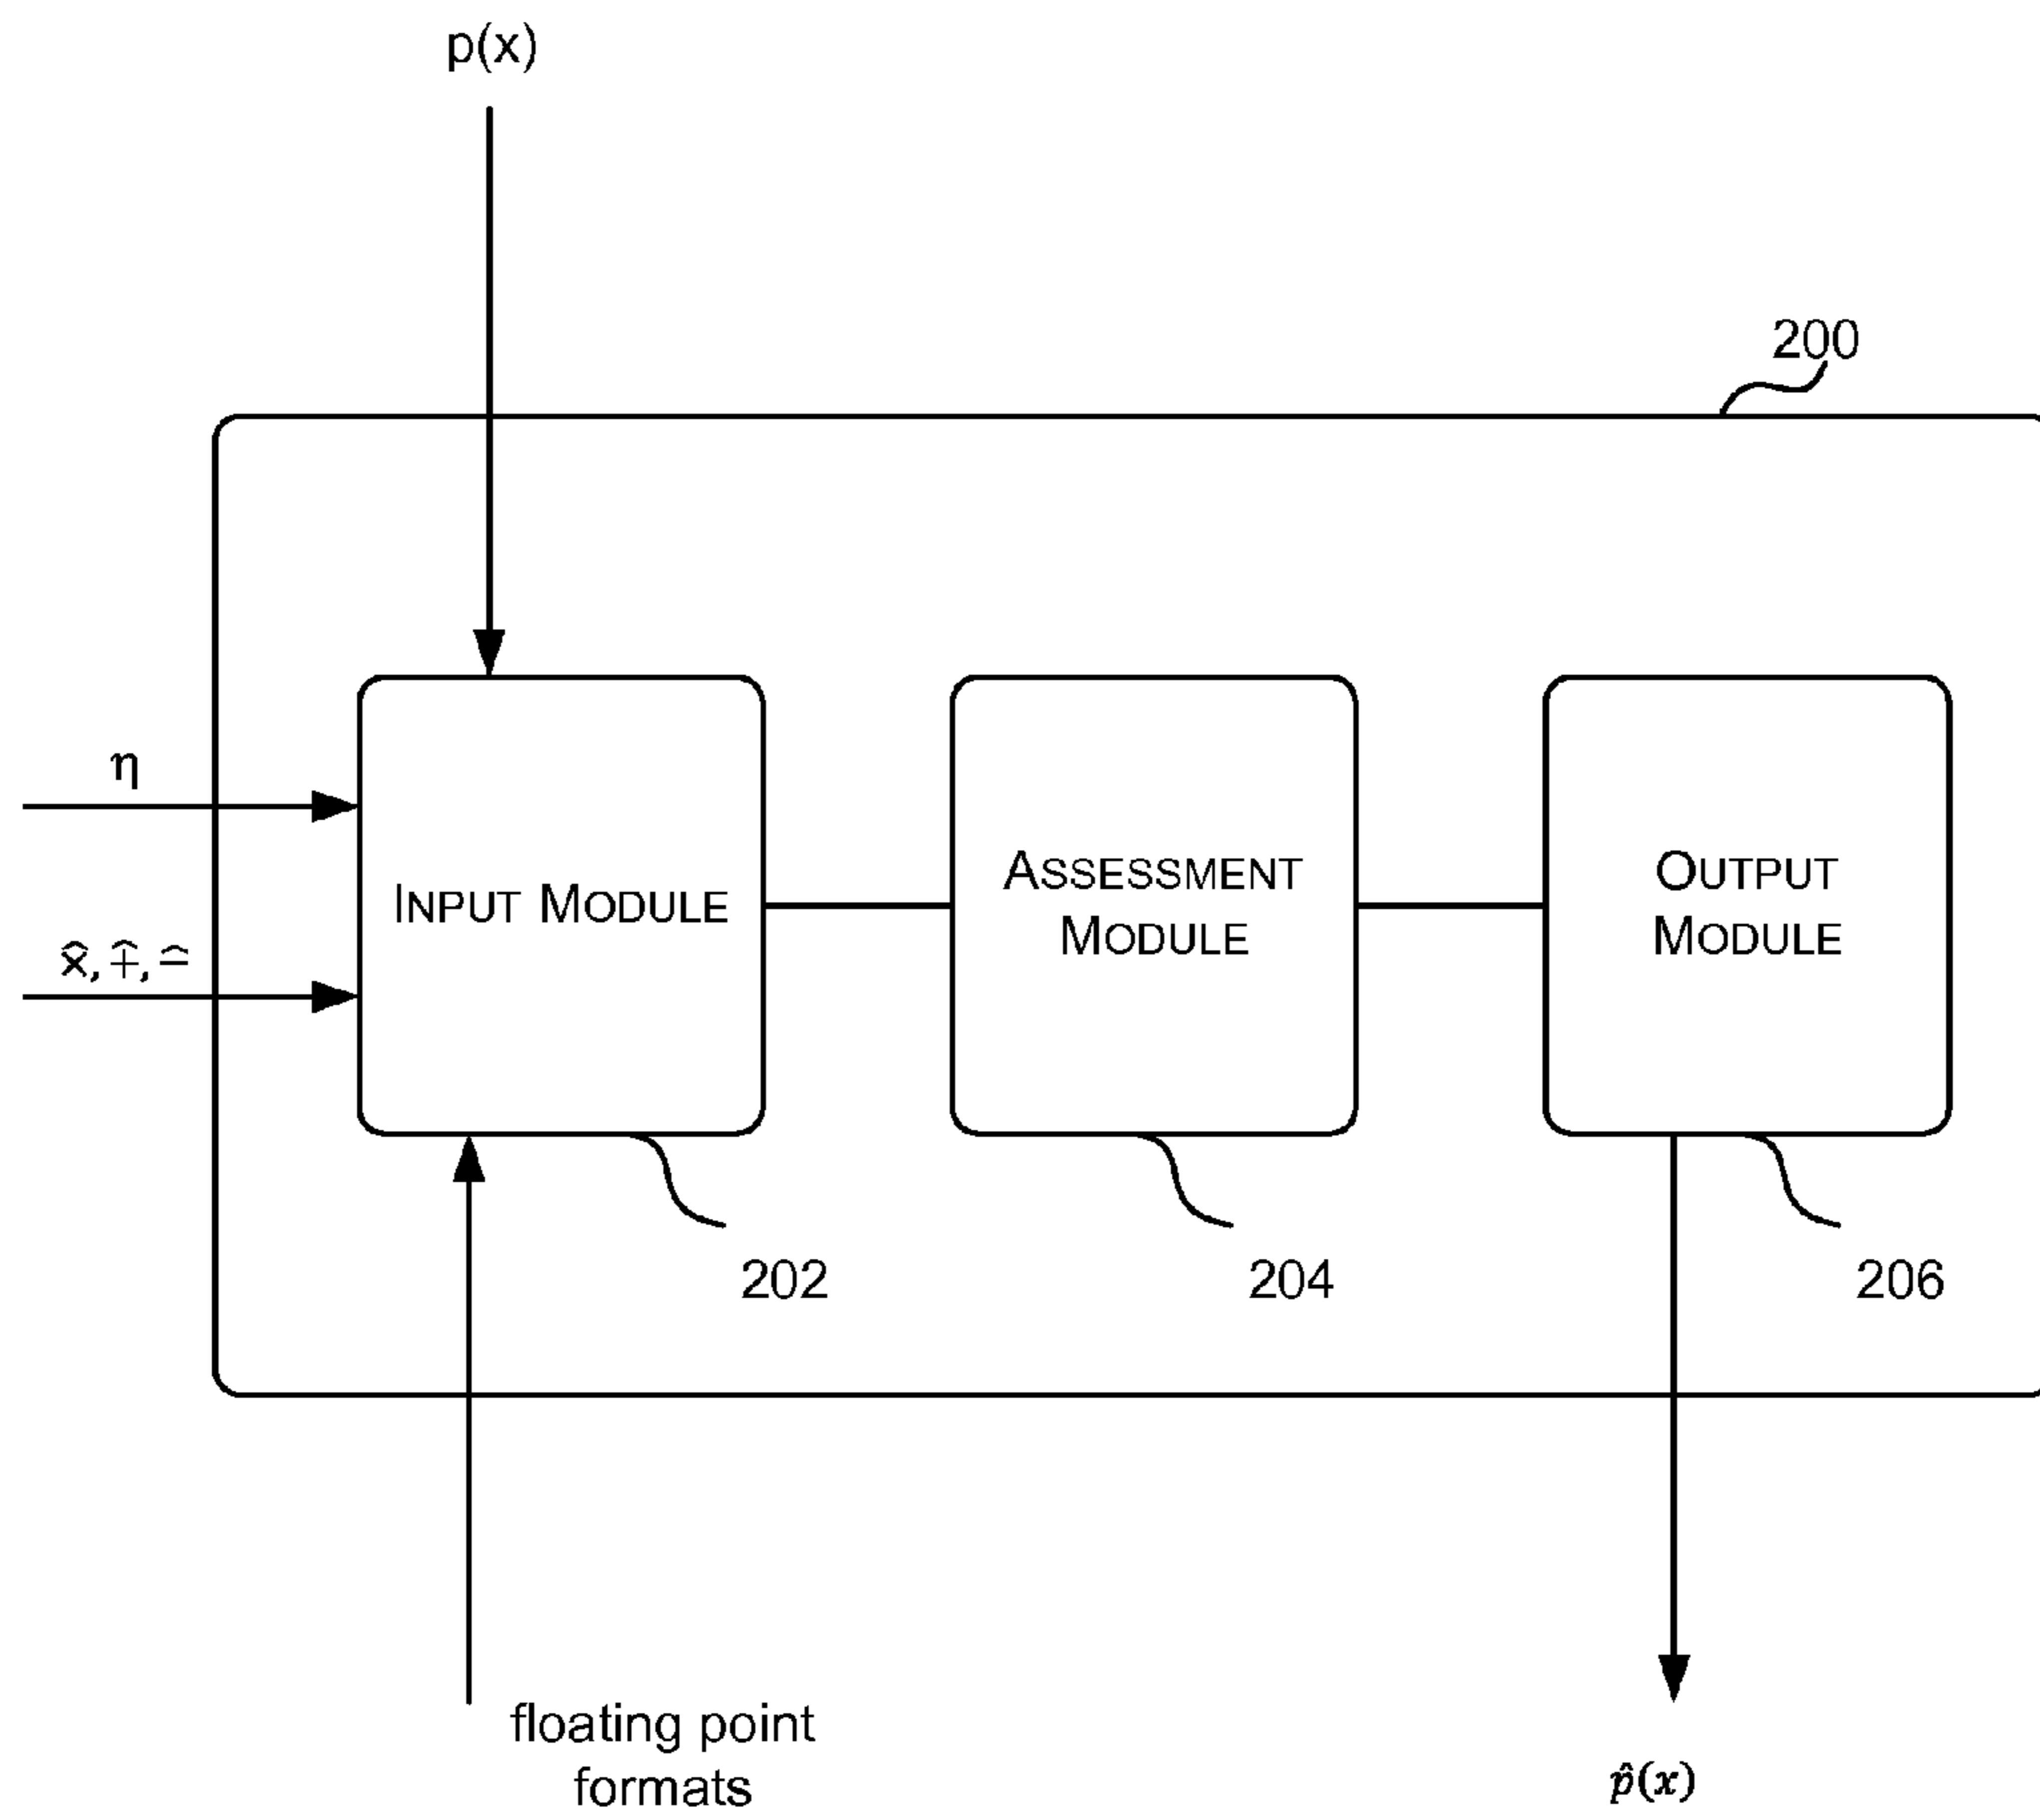 p(x)
200
η
x̂, +̂, −̂
INPUT MODULE
ASSESSMENT
MODULE
OUTPUT
MODULE
202
204
206
floating point
formats
p̂(x)